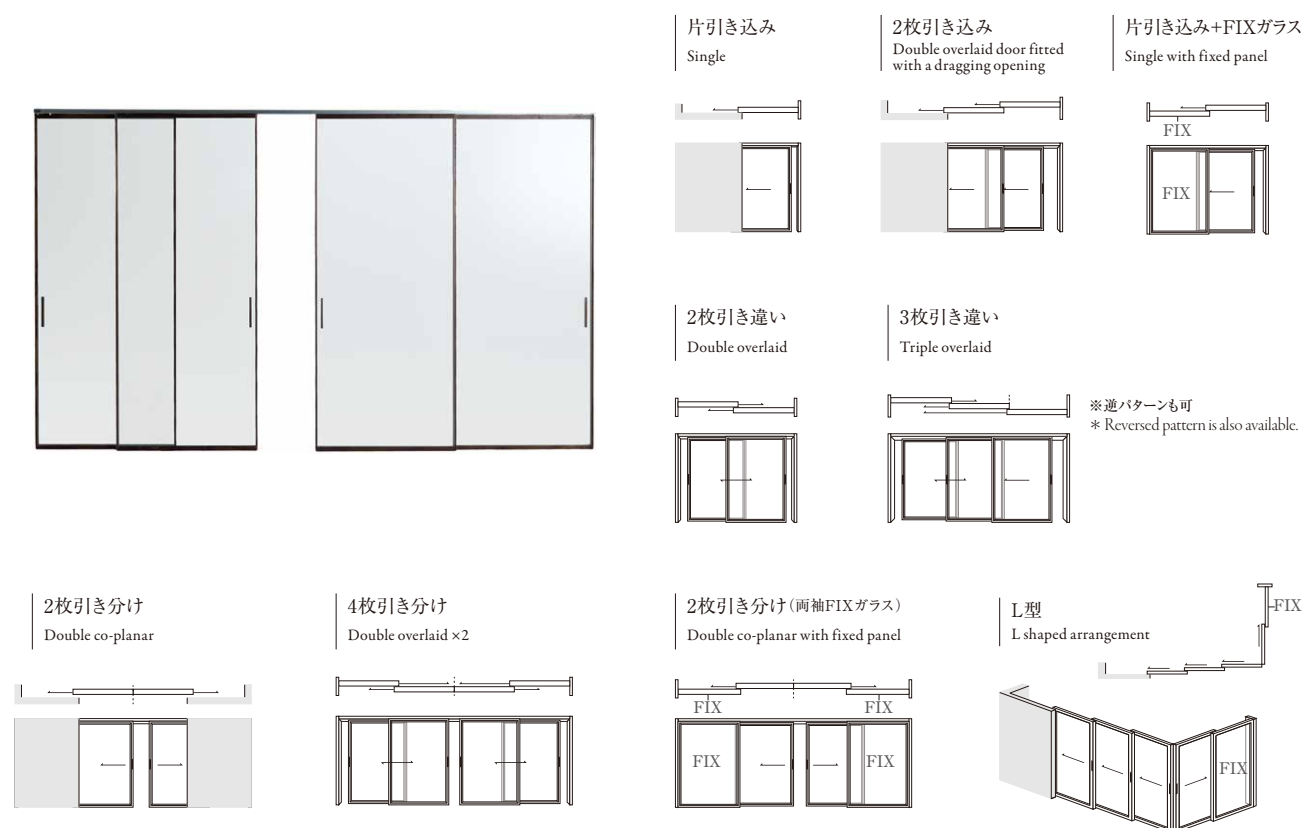 片引き込み
Single
2枚引き込み
Double overlaid door fitted
with a dragging opening
片引き込み+FIXガラス
Single with fixed panel
FIX
FIX
2枚引き違い
Double overlaid
3枚引き違い
Triple overlaid
※逆パターンも可
* Reversed pattern is also available.
2枚引き分け
Double co-planar
4枚引き分け
Double overlaid ×2
2枚引き分け(両袖FIXガラス)
Double co-planar with fixed panel
FIX
FIX
FIX
FIX
L型
L shaped arrangement
FIX
FIX